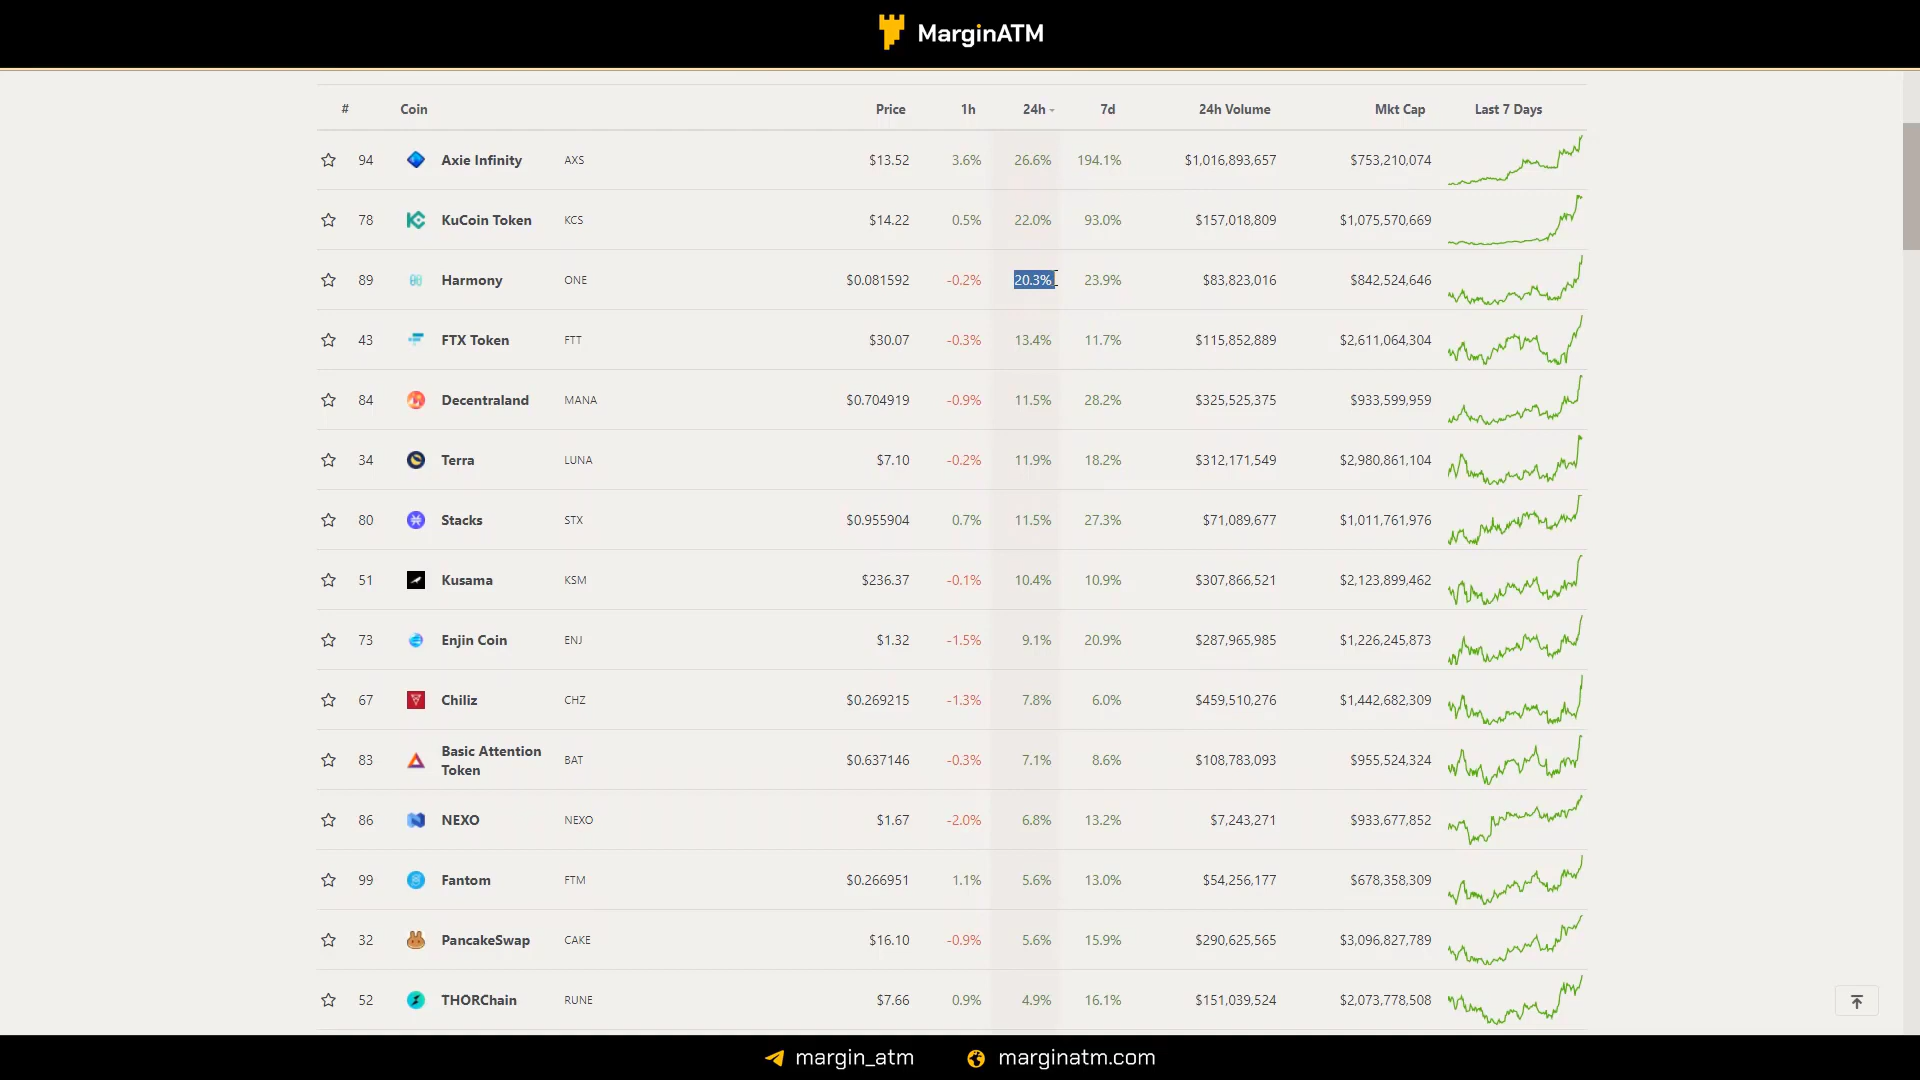 MarginATM
# Coin Price 1h 24h 7d 24h Volume Mkt Cap Last 7 Days
94 Axie Infinity AXS $13.52 3.6% 26.6% 194.1% $1,016,893,657 $753,210,074
78 KuCoin Token KCS $14.22 0.5% 22.0% 93.0% $157,018,809 $1,075,570,669
89 Harmony ONE $0.081592 -0.2% 20.3% 23.9% $83,823,016 $842,524,646
43 FTX Token FTT $30.07 -0.3% 13.4% 11.7% $115,852,889 $2,611,064,304
84 Decentraland MANA $0.704919 -0.9% 11.5% 28.2% $325,525,375 $933,599,959
34 Terra LUNA $7.10 -0.2% 11.9% 18.2% $312,171,549 $2,980,861,104
80 Stacks STX $0.955904 0.7% 11.5% 27.3% $71,089,677 $1,011,761,976
51 Kusama KSM $236.37 -0.1% 10.4% 10.9% $307,866,521 $2,123,899,462
73 Enjin Coin ENJ $1.32 -1.5% 9.1% 20.9% $287,965,985 $1,226,245,873
67 Chiliz CHZ $0.269215 -1.3% 7.8% 6.0% $459,510,276 $1,442,682,309
83 Basic Attention Token BAT $0.637146 -0.3% 7.1% 8.6% $108,783,093 $955,524,324
86 NEXO NEXO $1.67 -2.0% 6.8% 13.2% $7,243,271 $933,677,852
99 Fantom FTM $0.266951 1.1% 5.6% 13.0% $54,256,177 $678,358,309
32 PancakeSwap CAKE $16.10 -0.9% 5.6% 15.9% $290,625,565 $3,096,827,789
52 THORChain RUNE $7.66 0.9% 4.9% 16.1% $151,039,524 $2,073,778,508
margin_atm marginatm.com